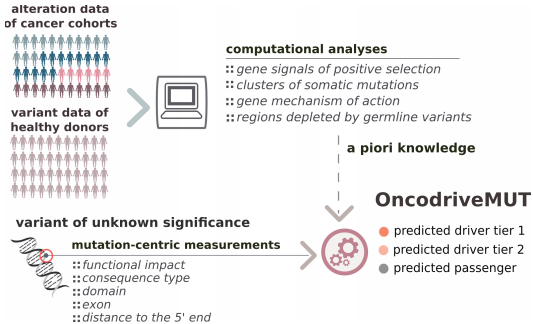 alteration data
of cancer cohorts
variant data of
healthy donors
computational analyses
:: gene signals of positive selection
:: clusters of somatic mutations
:: gene mechanism of action
:: regions depleted by germline variants
a piori knowledge
OncodriveMUT
predicted driver tier 1
predicted driver tier 2
predicted passenger
variant of unknown significance
mutation-centric measurements
:: functional impact
:: consequence type
:: domain
:: exon
:: distance to the 5' end